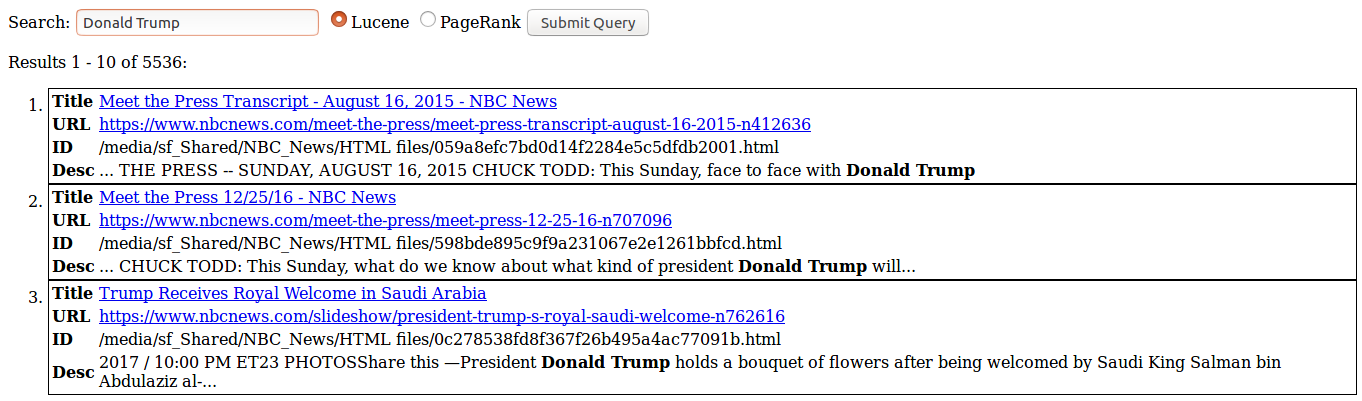 Search: Donald Trump Lucene PageRank Submit Query
Results 1 - 10 of 5536:
1. Title Meet the Press Transcript - August 16, 2015 - NBC News
URL https://www.nbcnews.com/meet-the-press/meet-press-transcript-august-16-2015-n412636
ID /media/sf_Shared/NBC_News/HTML files/059a8efc7bd0d14f2284e5c5dfdb2001.html
Desc ... THE PRESS -- SUNDAY, AUGUST 16, 2015 CHUCK TODD: This Sunday, face to face with Donald Trump
2. Title Meet the Press 12/25/16 - NBC News
URL https://www.nbcnews.com/meet-the-press/meet-press-12-25-16-n707096
ID /media/sf_Shared/NBC_News/HTML files/598bde895c9f9a231067e2e1261bbfcd.html
Desc ... CHUCK TODD: This Sunday, what do we know about what kind of president Donald Trump will...
3. Title Trump Receives Royal Welcome in Saudi Arabia
URL https://www.nbcnews.com/slideshow/president-trump-s-royal-saudi-welcome-n762616
ID /media/sf_Shared/NBC_News/HTML files/0c278538fd8f367f26b495a4ac77091b.html
Desc 2017 / 10:00 PM ET23 PHOTOSShare this —President Donald Trump holds a bouquet of flowers after being welcomed by Saudi King Salman bin
Abdulaziz al-...